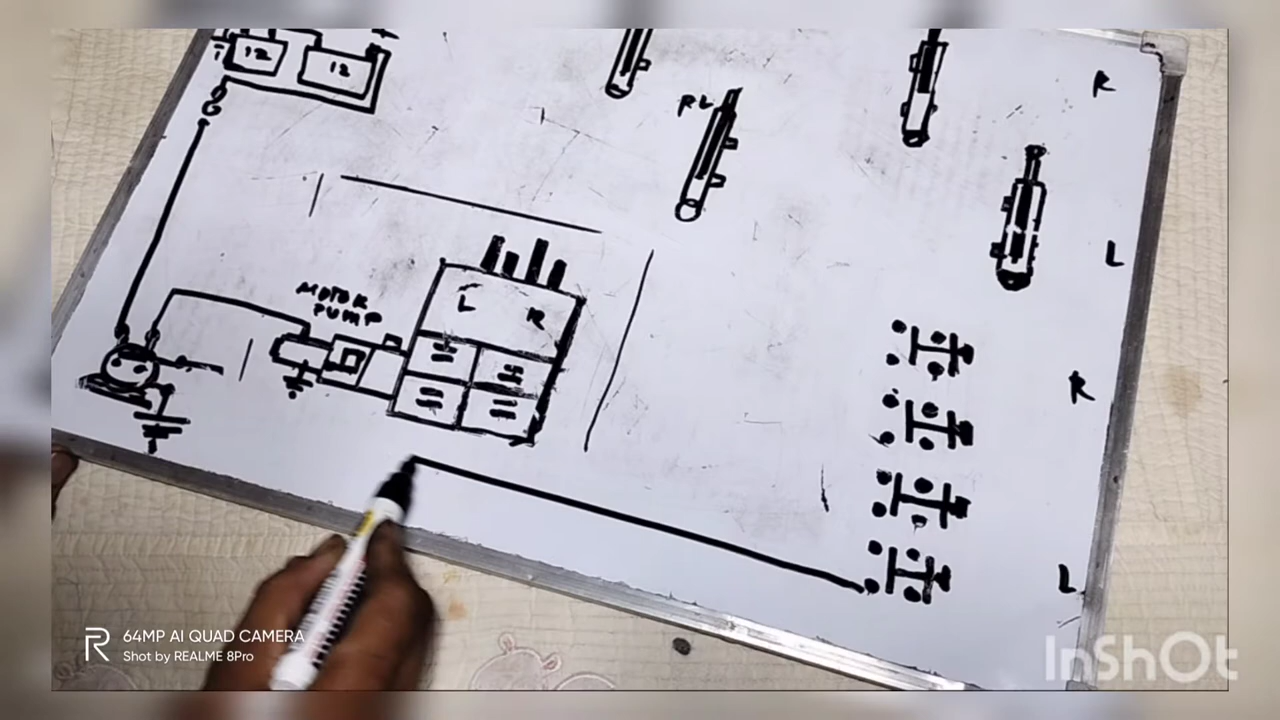 12
12
R
RL
L
MOTOR
PUMP
L
R
R
L
64MP AI QUAD CAMERA
Shot by REALME 8Pro
InShOt